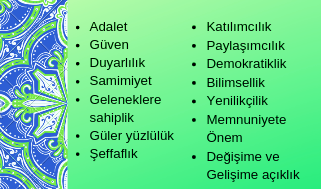 Adalet
Güven
Duyarlılık
Samimiyet
Geleneklere
sahiplik
Güler yüzlülük
Şeffaflık
Katılımcılık
Paylaşımcılık
Demokratiklik
Bilimsellik
Yenilikçilik
Memnuniyete
Önem
Değişime ve
Gelişime açıklık